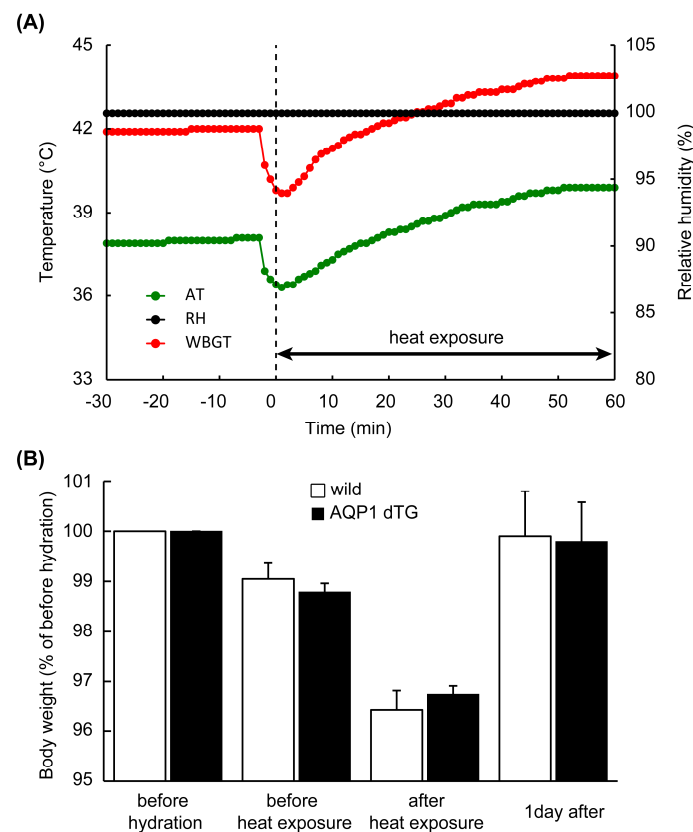 (A)
45
42
39
36
33
Temperature (°C)
105
100
95
90
85
80
Rrelative humidity (%)
AT
RH
WBGT
heat exposure
-30
-20
-10
0
10
20
30
40
50
60
Time (min)
(B)
101
100
99
98
97
96
95
Body weight (% of before hydration)
wild
AQP1 dTG
before
hydration
before
heat exposure
after
heat exposure
1day after